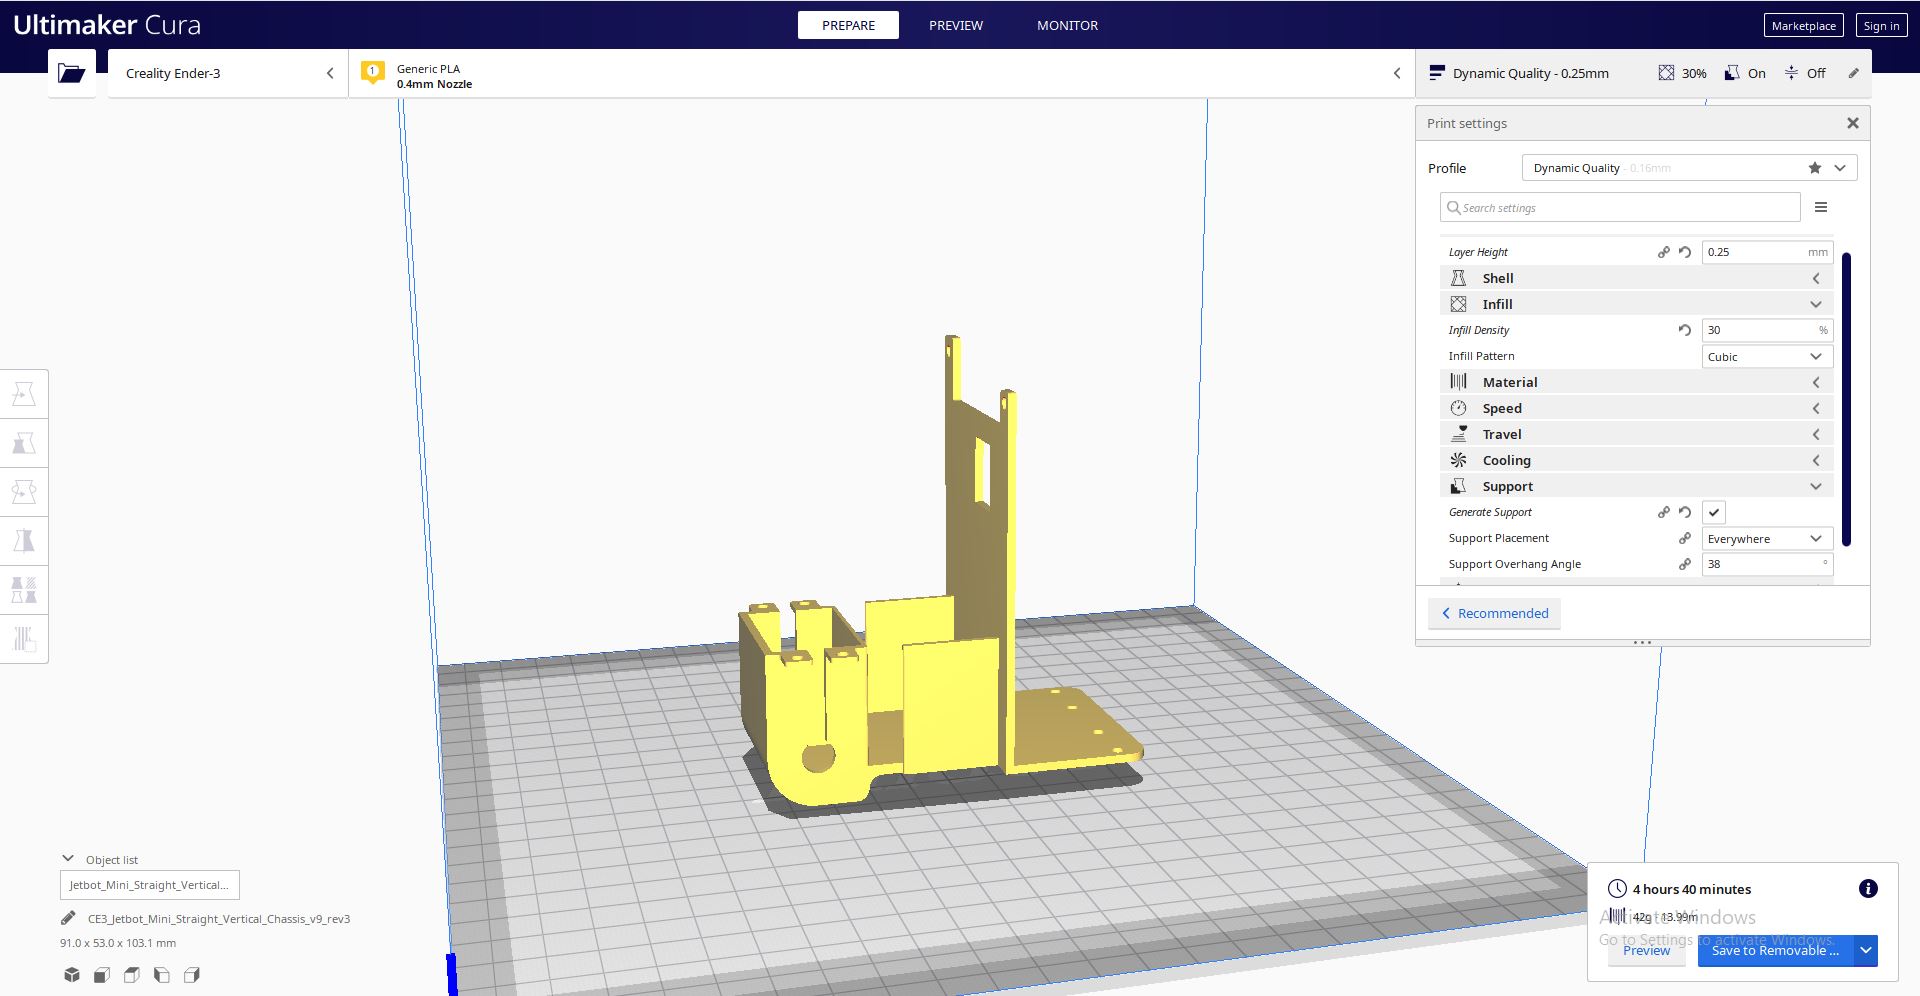 Ultimaker Cura
PREPARE
PREVIEW
MONITOR
Marketplace
Sign in
Creality Ender-3
1
Generic PLA
0.4mm Nozzle
Dynamic Quality - 0.25mm
30%
On
Off
Print settings
Profile
Dynamic Quality - 0.16mm
Search settings
Layer Height
0.25
mm
Shell
Infill
Infill Density
30
%
Infill Pattern
Cubic
Material
Speed
Travel
Cooling
Support
Generate Support
Support Placement
Everywhere
Support Overhang Angle
38
°
Recommended
Object list
Jetbot_Mini_Straight_Vertical...
CE3_Jetbot_Mini_Straight_Vertical_Chassis_v9_rev3
91.0 x 53.0 x 103.1 mm
4 hours 40 minutes
42g · 13.99m
Activate Windows
Go to Settings to activate Windows.
Preview
Save to Removable ...